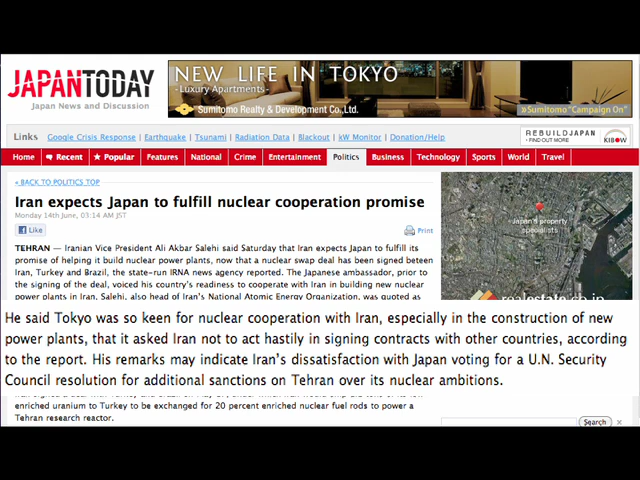 JAPANTODAY
Japan News and Discussion
NEW LIFE IN TOKYO
-Luxury Apartments-
Sumitomo Realty & Development Co.,Ltd.
»Sumitomo "Campaign On"
Links Google Crisis Response | Earthquake | Tsunami | Radiation Data | Blackout | kW Monitor | Donation/Help
REBUILDJAPAN
FIND OUT MORE
KIBOW
Home Recent Popular Features National Crime Entertainment Politics Business Technology Sports World Travel
« BACK TO POLITICS TOP
Iran expects Japan to fulfill nuclear cooperation promise
Monday 14th June, 03:14 AM JST
Like
Print
TEHRAN — Iranian Vice President Ali Akbar Salehi said Saturday that Iran expects Japan to fulfill its
promise of helping it build nuclear power plants, now that a nuclear swap deal has been signed beteen
Iran, Turkey and Brazil, the state-run IRNA news agency reported. The Japanese ambassador, prior to
the signing of the deal, voiced his country's readiness to cooperate with Iran in building new nuclear
power plants in Iran, Salehi, also head of Iran's National Atomic Energy Organization, was quoted as
Japan's property
specialists
realestate.co.jp
He said Tokyo was so keen for nuclear cooperation with Iran, especially in the construction of new
power plants, that it asked Iran not to act hastily in signing contracts with other countries, according
to the report. His remarks may indicate Iran's dissatisfaction with Japan voting for a U.N. Security
Council resolution for additional sanctions on Tehran over its nuclear ambitions.
enriched uranium to Turkey to be exchanged for 20 percent enriched nuclear fuel rods to power a
Tehran research reactor.
Search